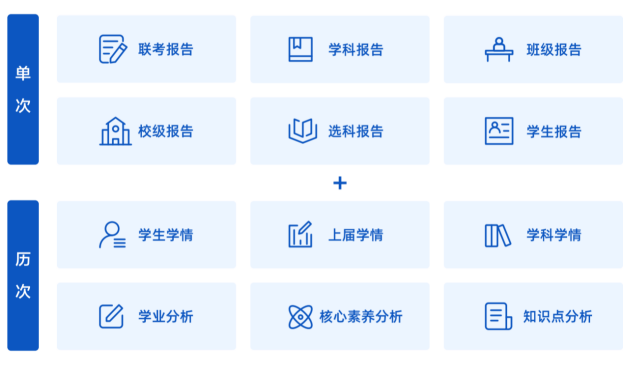 单次
联考报告
学科报告
班级报告
校级报告
选科报告
学生报告
+
历次
学生学情
上届学情
学科学情
学业分析
核心素养分析
知识点分析